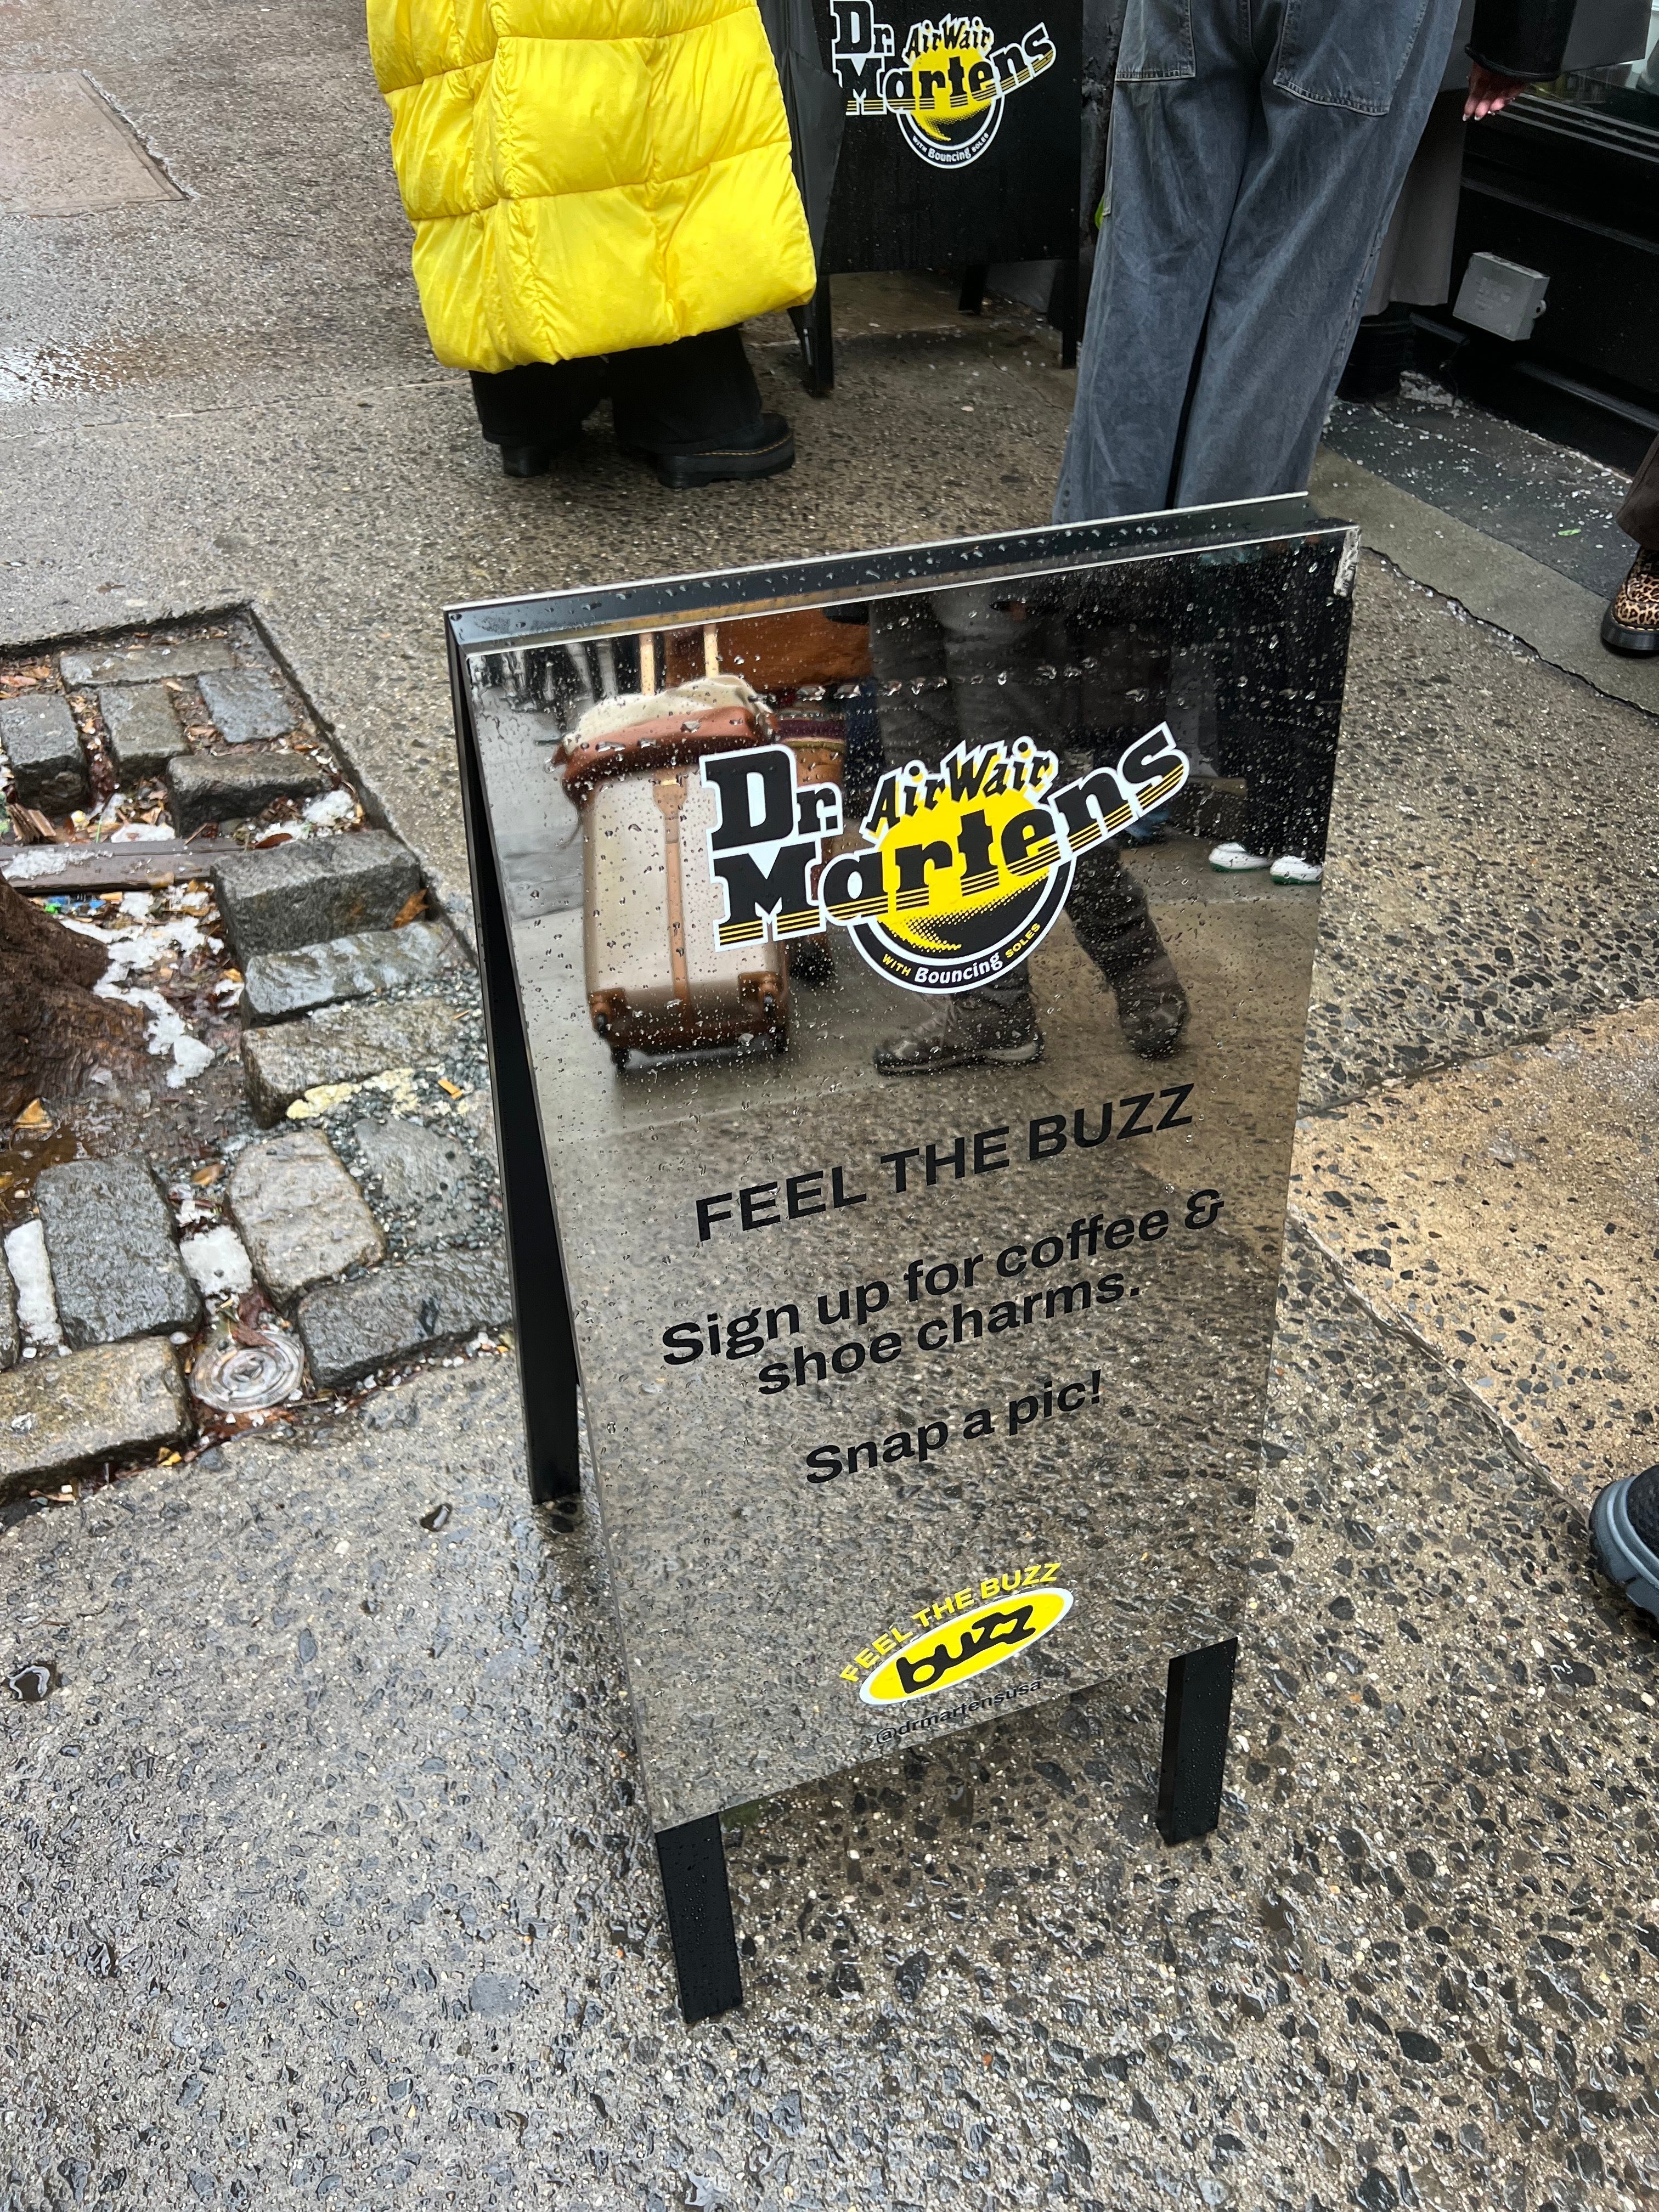 Dr. AirWair
Martens
WITH Bouncing SOLES
Dr. AirWair
Martens
WITH Bouncing SOLES
FEEL THE BUZZ
Sign up for coffee &
shoe charms.
Snap a pic!
FEEL THE BUZZ
buzz
@drmartensusa